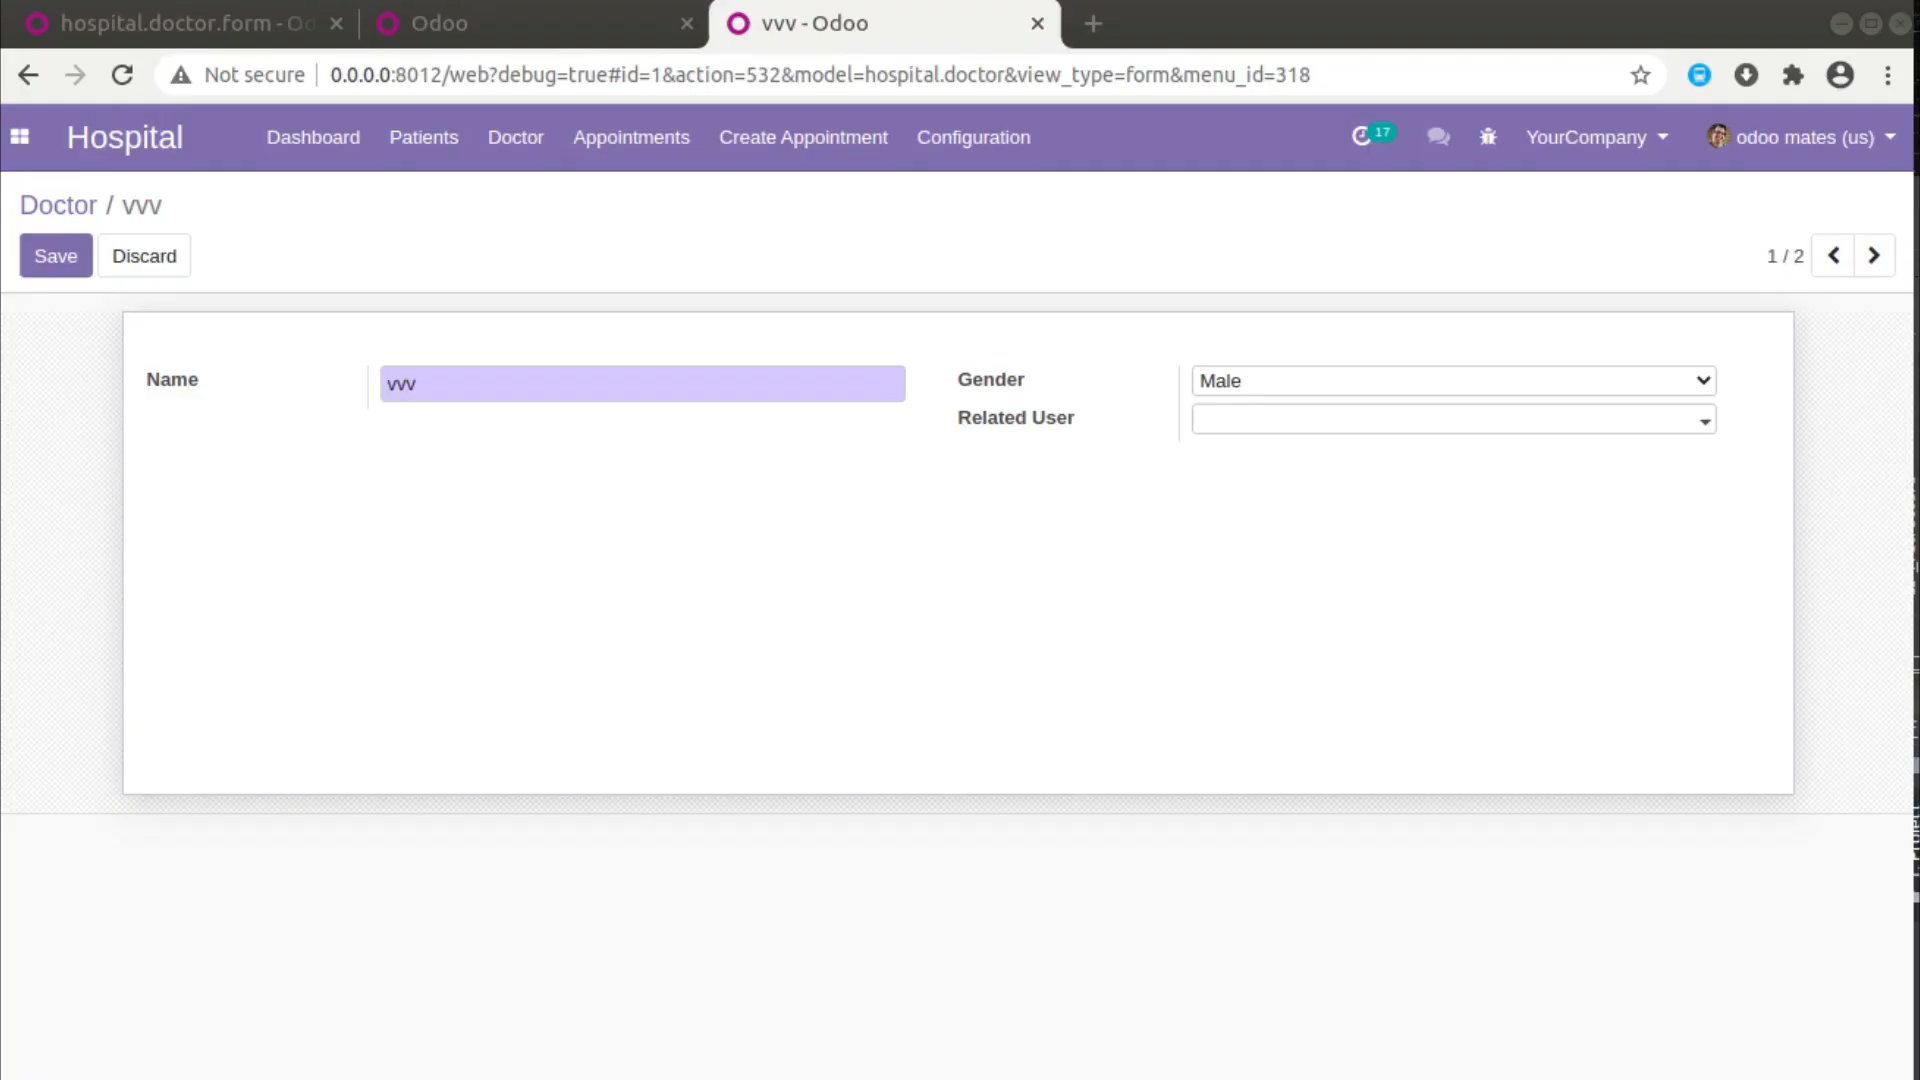 hospital.doctor.form - Od
Odoo
vvv - Odoo
Not secure
0.0.0.0:8012/web?debug=true#id=1&action=532&model=hospital.doctor&view_type=form&menu_id=318
Hospital
Dashboard
Patients
Doctor
Appointments
Create Appointment
Configuration
17
YourCompany
odoo mates (us)
Doctor / vvv
Save
Discard
1 / 2
Name
vvv
Gender
Male
Related User